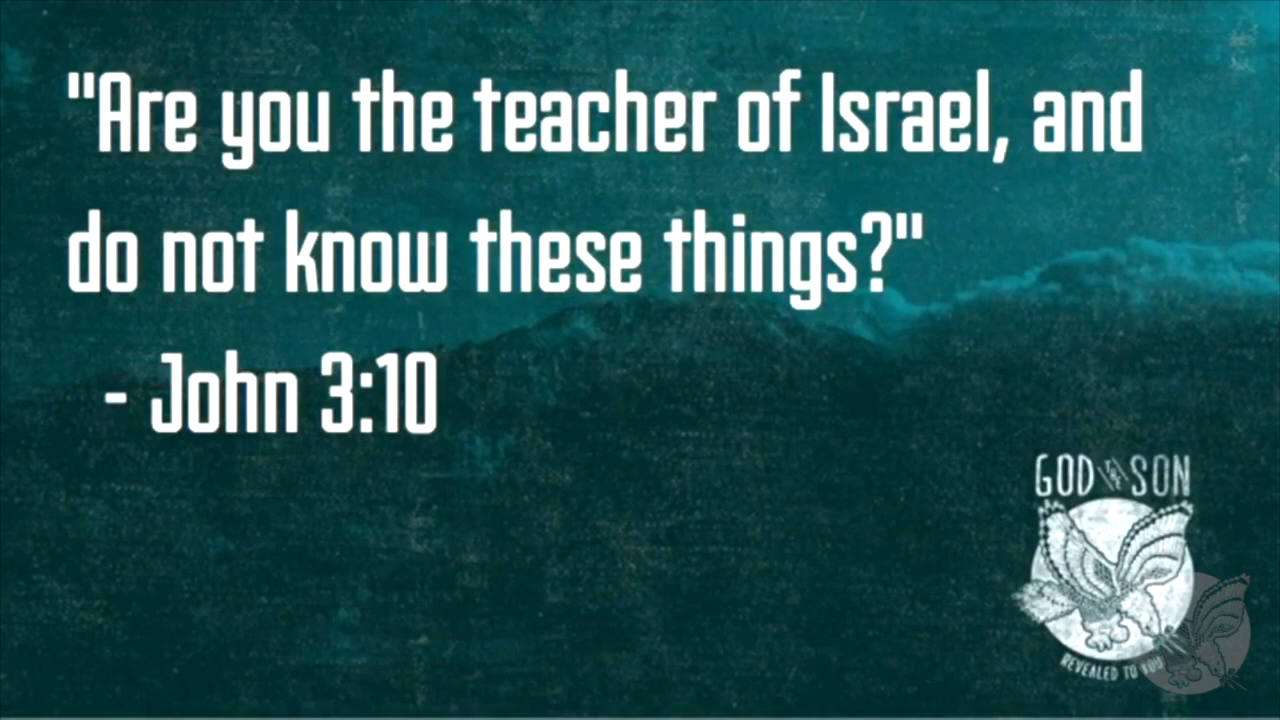 "Are you the teacher of Israel, and
do not know these things?"
- John 3:10
GOD THE SON
REVEALED TO YOU